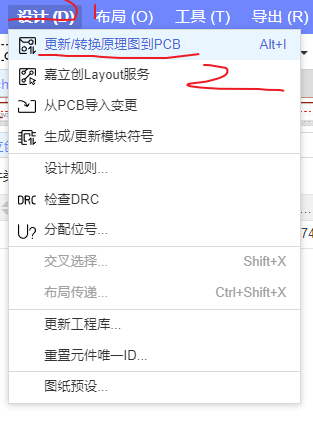 设计 (D) 1 布局 (O) 工具 (T) 导出 (R)
更新/转换原理图到PCB Alt+I
嘉立创Layout服务 2
从PCB导入变更
生成/更新模块符号
设计规则...
DRC 检查DRC
U? 分配位号...
交叉选择... Shift+X
布局传递... Ctrl+Shift+X
更新工程库...
重置元件唯一ID...
图纸预设...